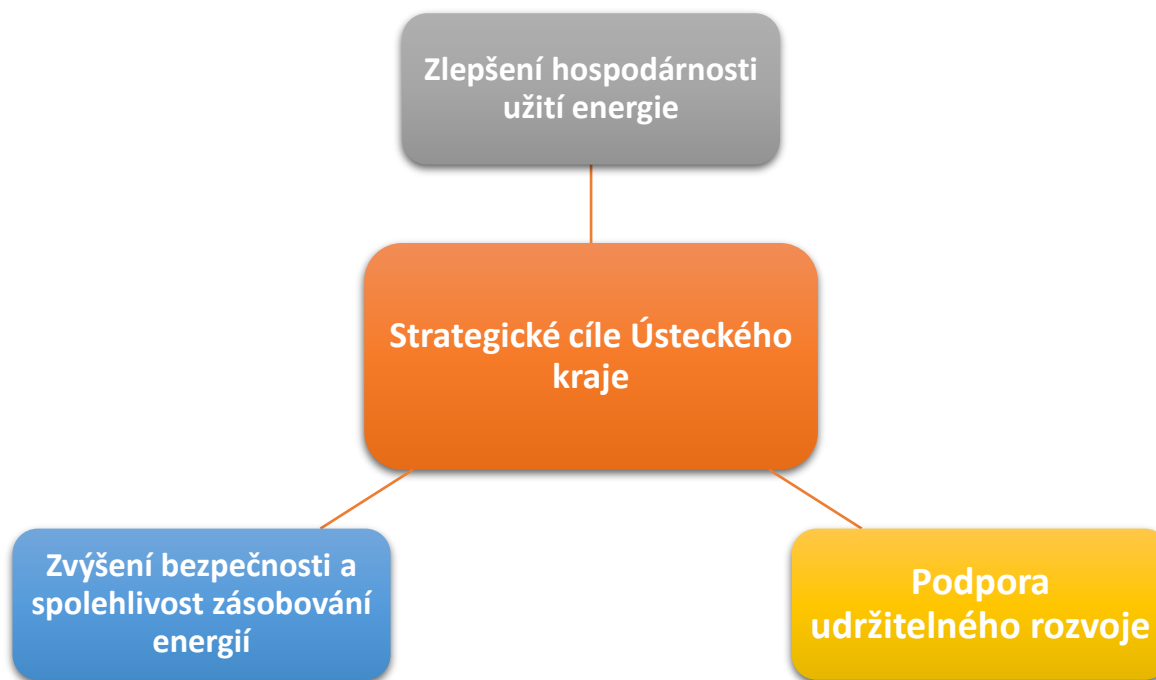 Zlepšení hospodárnosti
užití energie
Strategické cíle Ústeckého
kraje
Zvýšení bezpečnosti a
spolehlivost zásobování
energií
Podpora
udržitelného rozvoje